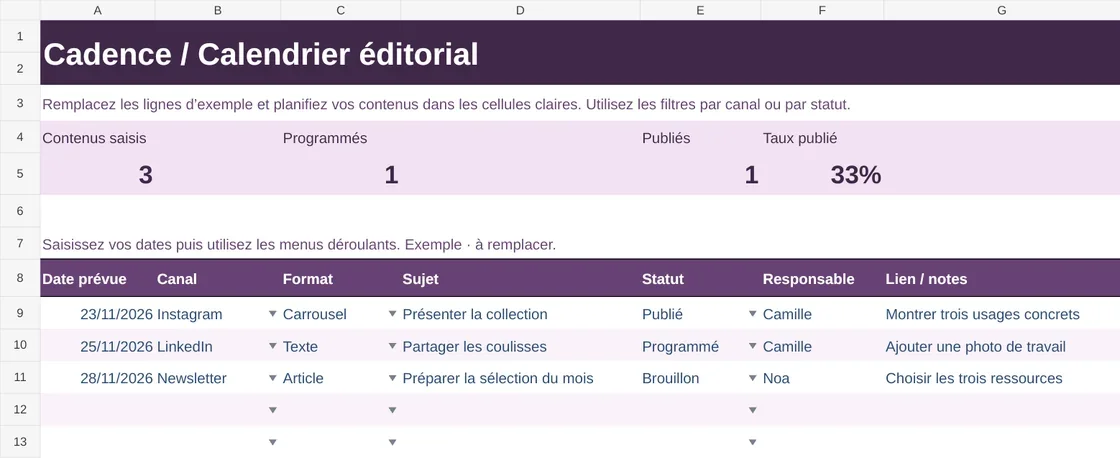 A B C D E F G
1 Cadence / Calendrier éditorial
2
3 Remplacez les lignes d’exemple et planifiez vos contenus dans les cellules claires. Utilisez les filtres par canal ou par statut.
4 Contenus saisis Programmés Publiés Taux publié
5 3 1 1 33%
6
7 Saisissez vos dates puis utilisez les menus déroulants. Exemple · à remplacer.
8 Date prévue Canal Format Sujet Statut Responsable Lien / notes
9 23/11/2026 Instagram Carrousel Présenter la collection Publié Camille Montrer trois usages concrets
10 25/11/2026 LinkedIn Texte Partager les coulisses Programmé Camille Ajouter une photo de travail
11 28/11/2026 Newsletter Article Préparer la sélection du mois Brouillon Noa Choisir les trois ressources
12
13